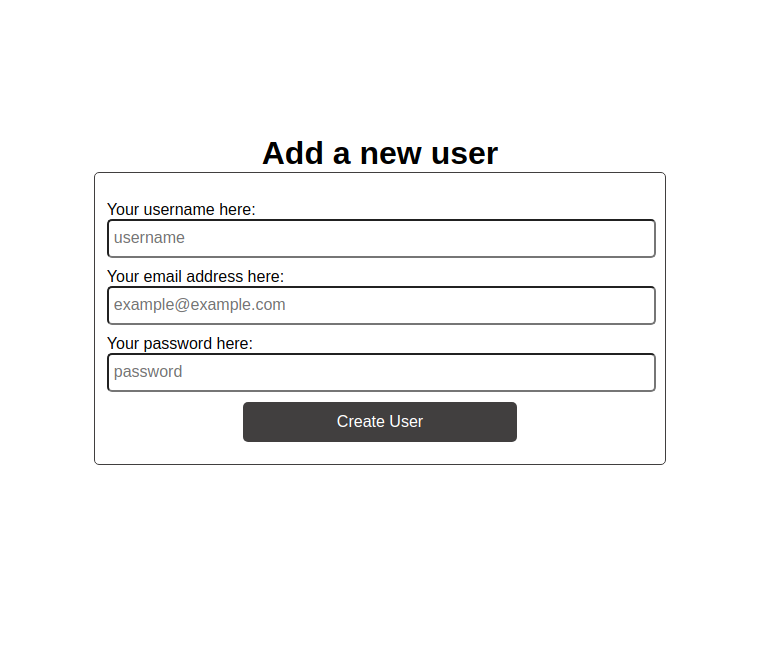 Add a new user
Your username here:
username
Your email address here:
example@example.com
Your password here:
password
Create User